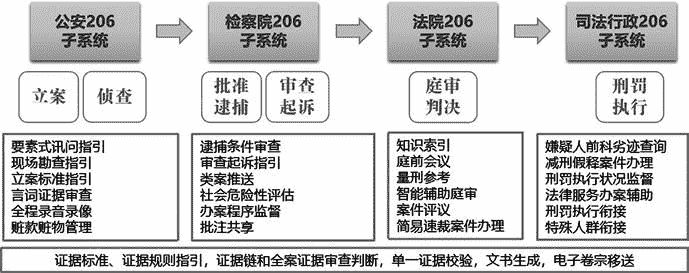 公安206
子系统
检察院206
子系统
法院206
子系统
司法行政206
子系统
立案
侦查
批准
逮捕
审查
起诉
庭审
判决
刑罚
执行
要素式讯问指引
现场勘查指引
立案标准指引
言词证据审查
全程录音录像
赃款赃物管理
逮捕条件审查
审查起诉指引
类案推送
社会危险性评估
办案程序监督
批注共享
知识索引
庭前会议
量刑参考
智能辅助庭审
案件评议
简易速裁案件办理
嫌疑人前科劣迹查询
减刑假释案件办理
刑罚执行状况监督
法律服务办案辅助
刑罚执行衔接
特殊人群衔接
证据标准、证据规则指引，证据链和全案证据审查判断，单一证据校验，文书生成，电子卷宗移送